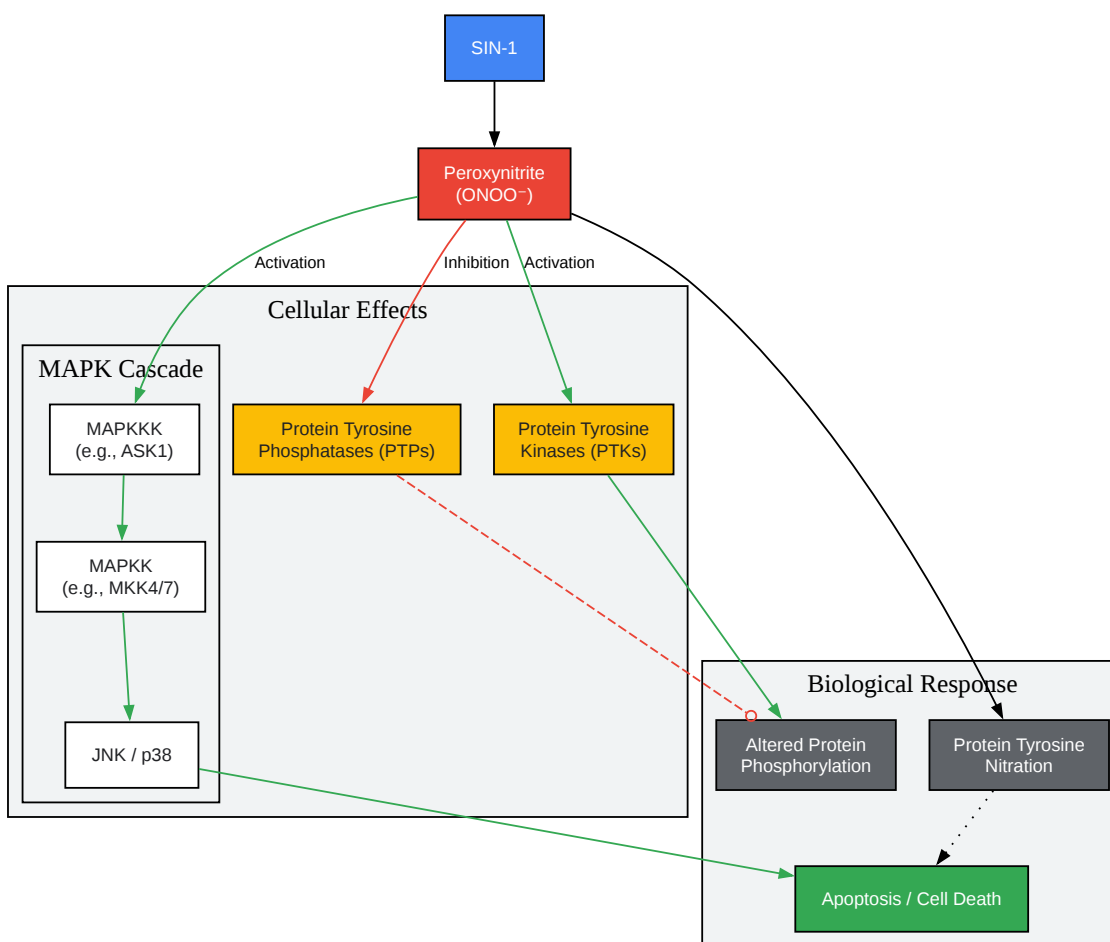 SIN-1
Peroxynitrite
(ONOO⁻)
Activation
Inhibition
Activation
Cellular Effects
MAPK Cascade
MAPKKK
(e.g., ASK1)
Protein Tyrosine
Phosphatases (PTPs)
Protein Tyrosine
Kinases (PTKs)
MAPKK
(e.g., MKK4/7)
JNK / p38
Biological Response
Altered Protein
Phosphorylation
Protein Tyrosine
Nitration
Apoptosis / Cell Death